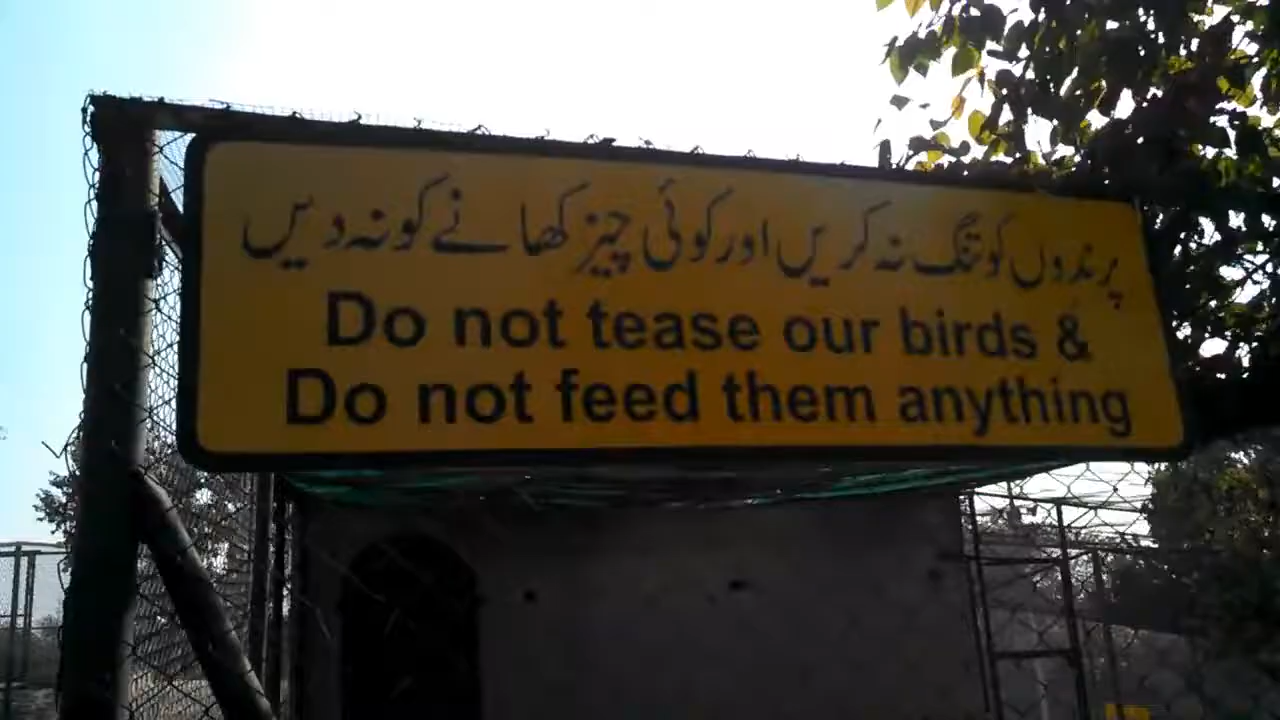 پرندوں کو تنگ نہ کریں اور کوئی چیز کھانے کو نہ دیں
Do not tease our birds &
Do not feed them anything